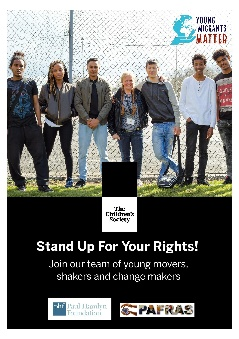 YOUNG
MIGRANTS
MATTER
The
Children's
Society
Stand Up For Your Rights!
Join our team of young movers,
shakers and change makers
Paul Hamlyn
Foundation
PAFRAS